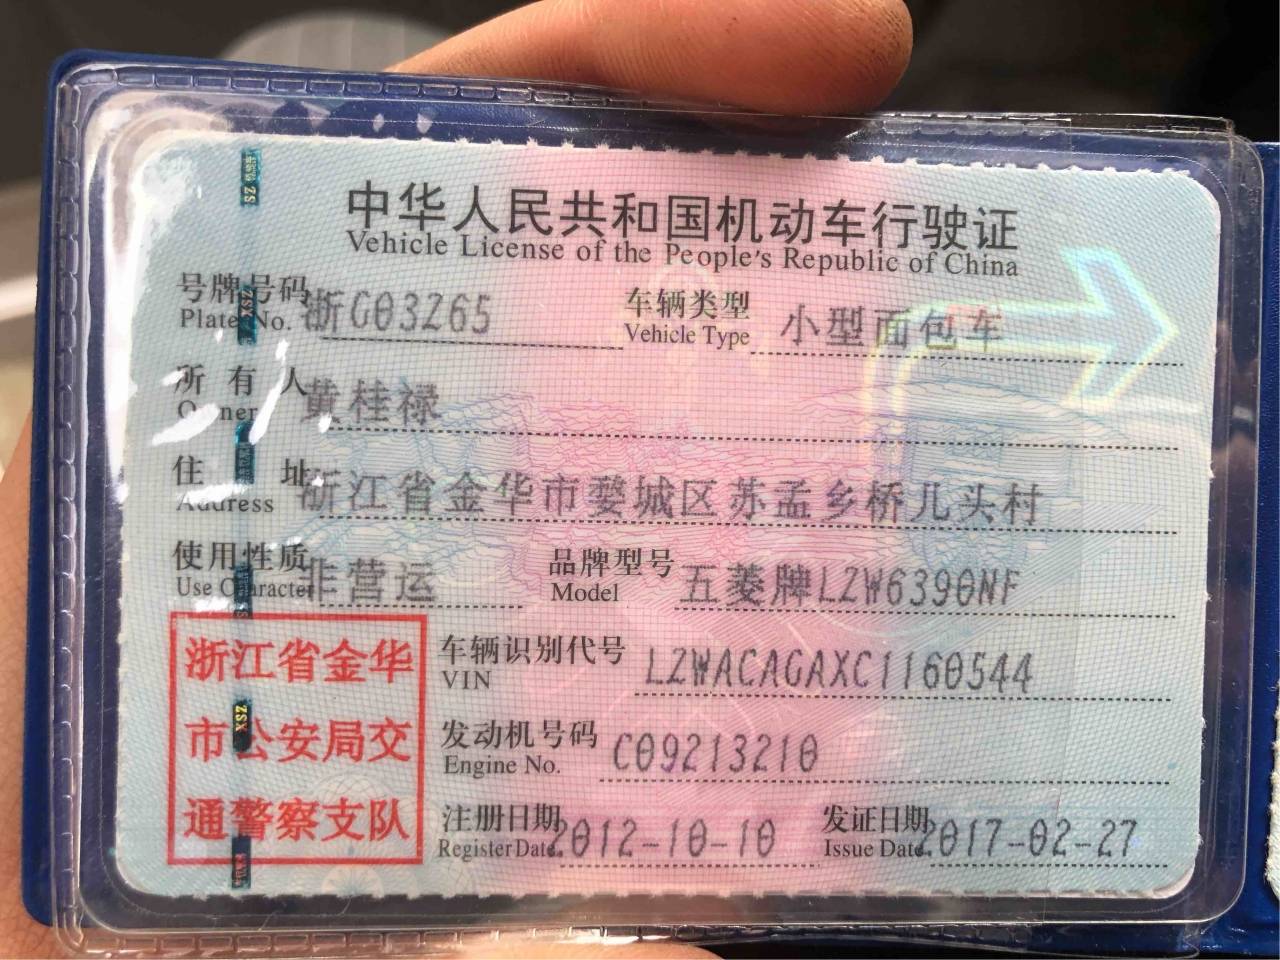 中华人民共和国机动车行驶证
Vehicle License of the People's Republic of China
号牌号码 浙G03Z65 车辆类型 小型面包车
Plate No. Vehicle Type
所有人 黄桂禄
Owner
住址 浙江省金华市婺城区苏孟乡桥儿头村
Address
使用性质 非营运 品牌型号 五菱牌LZW6390NF
Use Character Model
浙江省金华
市公安局交
通警察支队
车辆识别代号 LZWACAGAXC1160544
VIN
发动机号码 C09213210
Engine No.
注册日期 2012-10-10 发证日期 2017-02-27
Register Date Issue Date